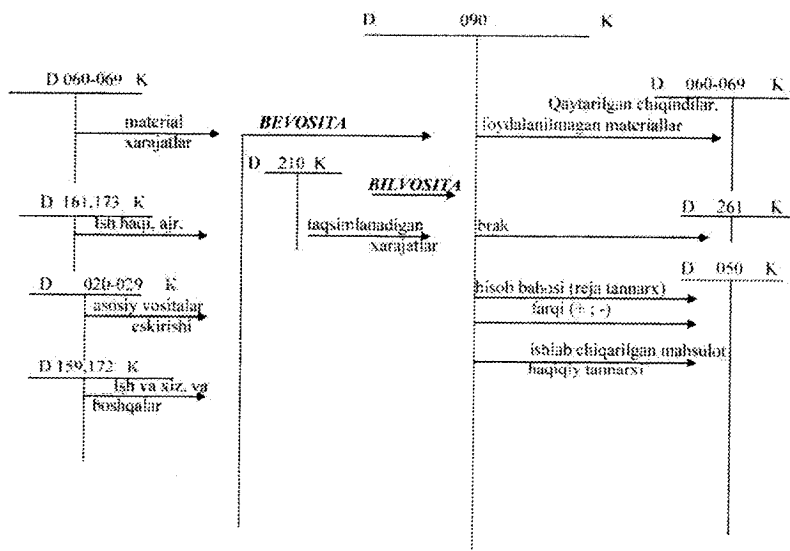 D 090 K
D 060-069 K
material
xarajatlar
D 161,173 K
Ish haqi, ajr.
D 020-029 K
asosiy vositalar
eskirishi
D 159,172 K
Ish va xiz. va
boshqalar
BEVOSITA
D 210 K
BILVOSITA
taqsimlanadigan
xarajatlar
D 060-069 K
Qaytarilgan chiqindilar,
foydalanilmagan materiallar
D 261 K
brak
D 050 K
hisob bahosi (reja tannarx)
farqi (+ ; -)
ishlab chiqarilgan mahsulot
haqiqiy tannarxi